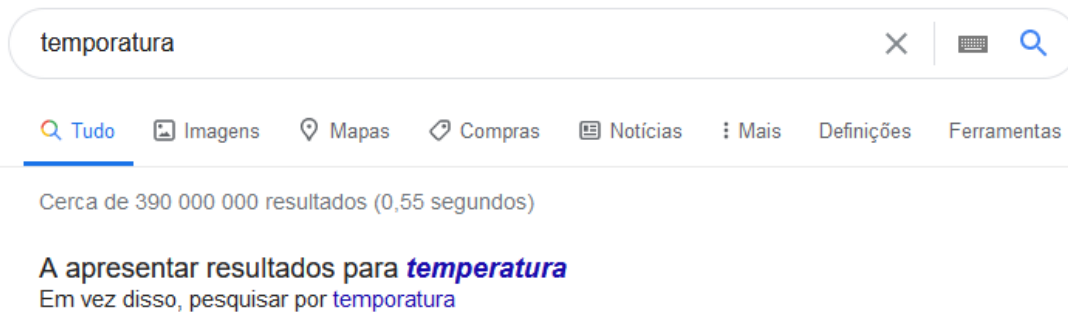 temporatura
Tudo Imagens Mapas Compras Notícias Mais Definições Ferramentas
Cerca de 390 000 000 resultados (0,55 segundos)
A apresentar resultados para temperatura
Em vez disso, pesquisar por temporatura